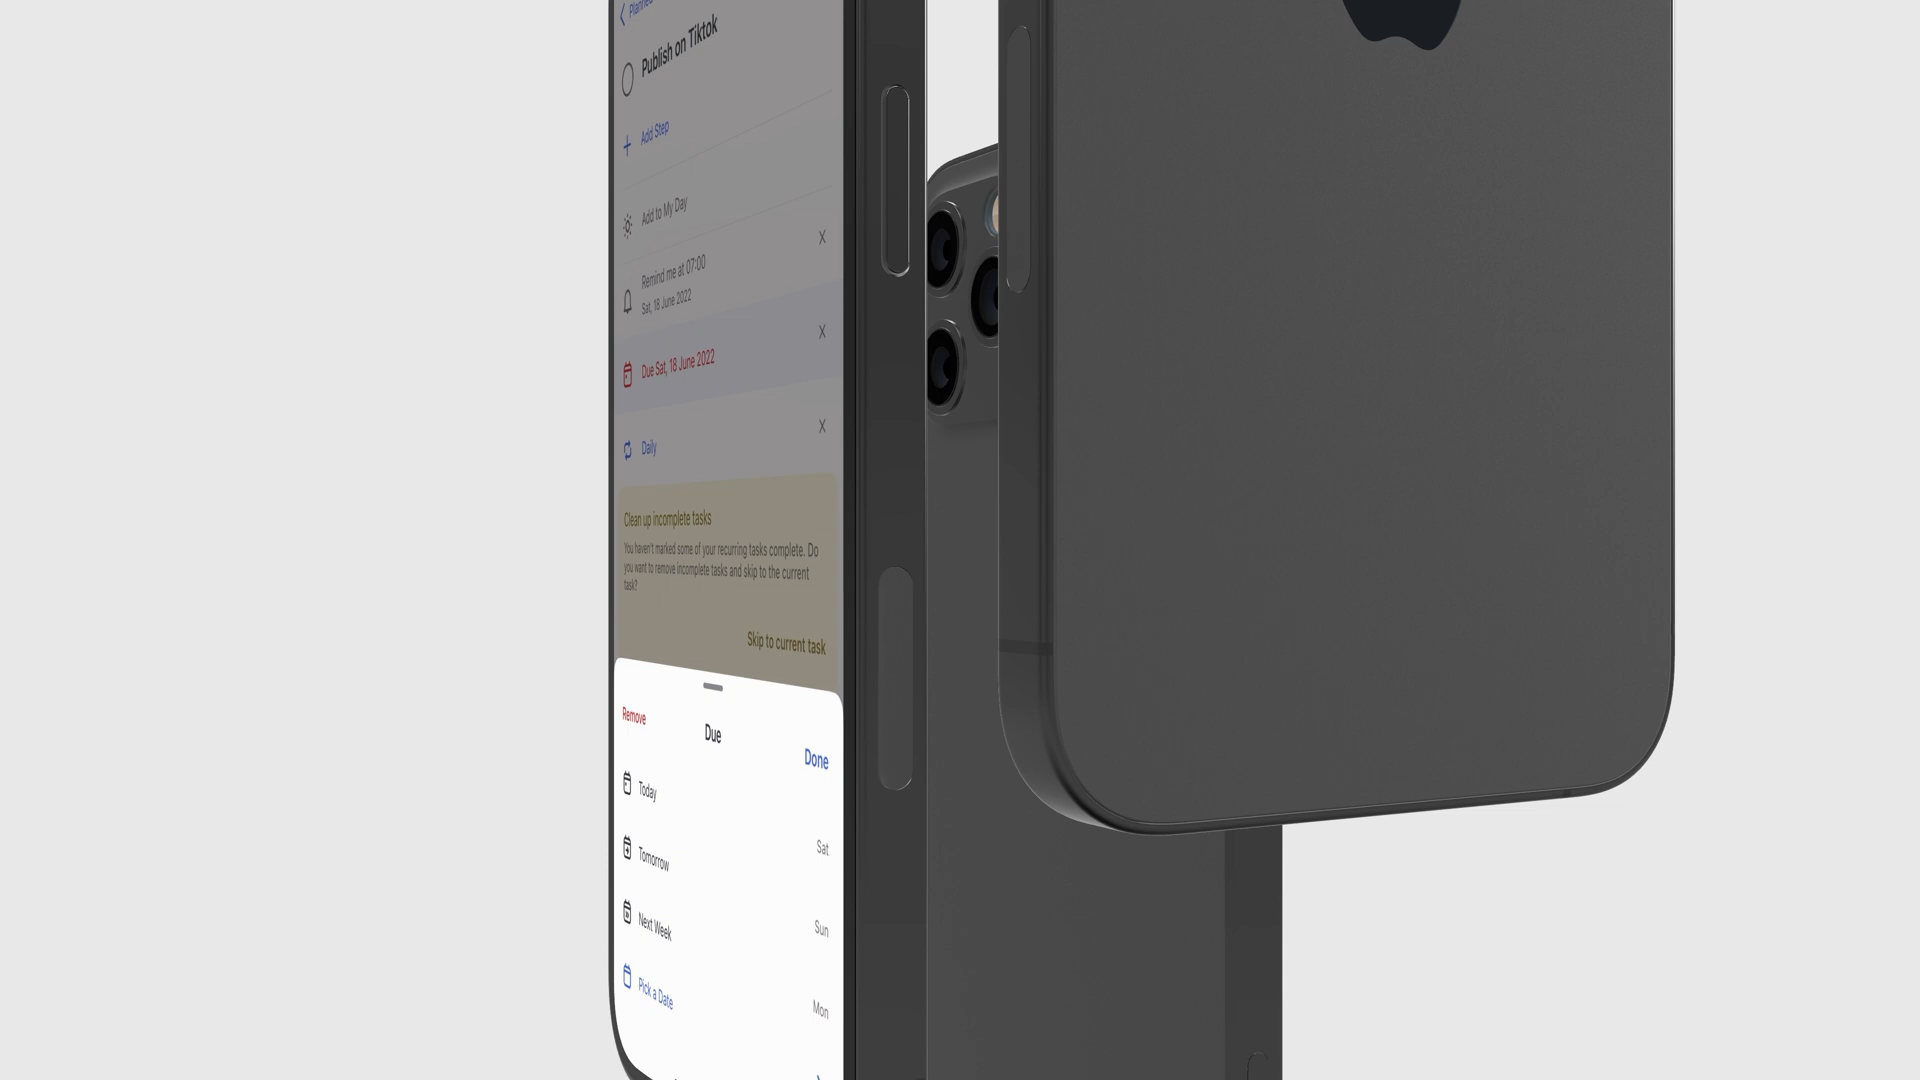 Planned
Publish on Tiktok
Add Step
Add to My Day
Remind me at 07:00
Sat, 18 June 2022
Due Sat, 18 June 2022
Daily
Clean up incomplete tasks
You haven't marked some of your recurring tasks complete. Do
you want to remove incomplete tasks and skip to the current
task?
Skip to current task
Remove
Due
Done
Today
Sat
Tomorrow
Sun
Next Week
Mon
Pick a Date